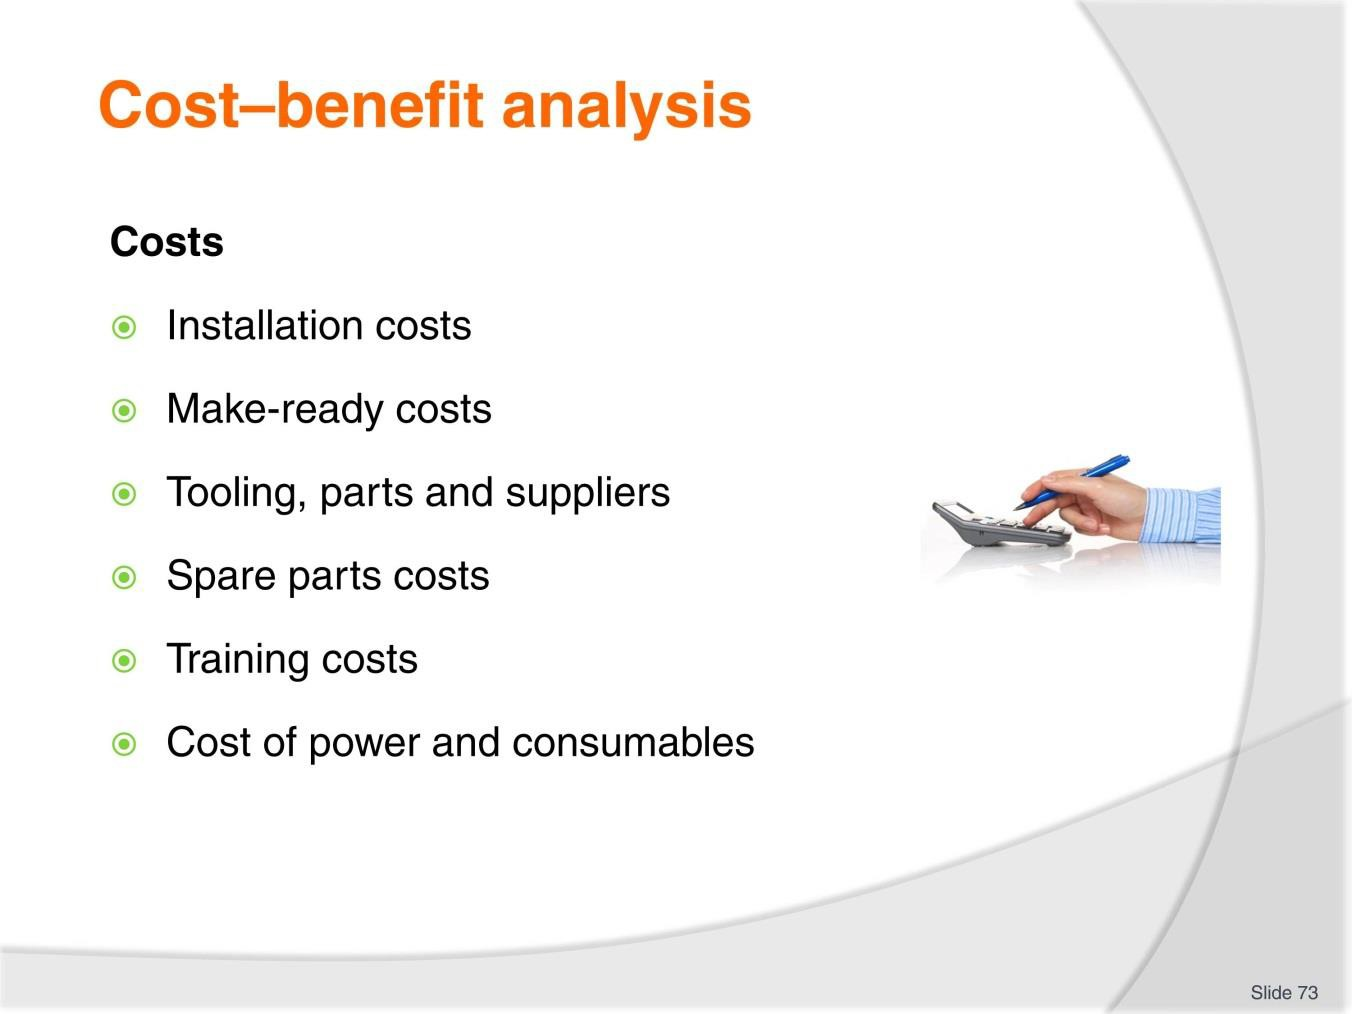 Cost–benefit analysis
Costs
Installation costs
Make-ready costs
Tooling, parts and suppliers
Spare parts costs
Training costs
Cost of power and consumables
Slide 73